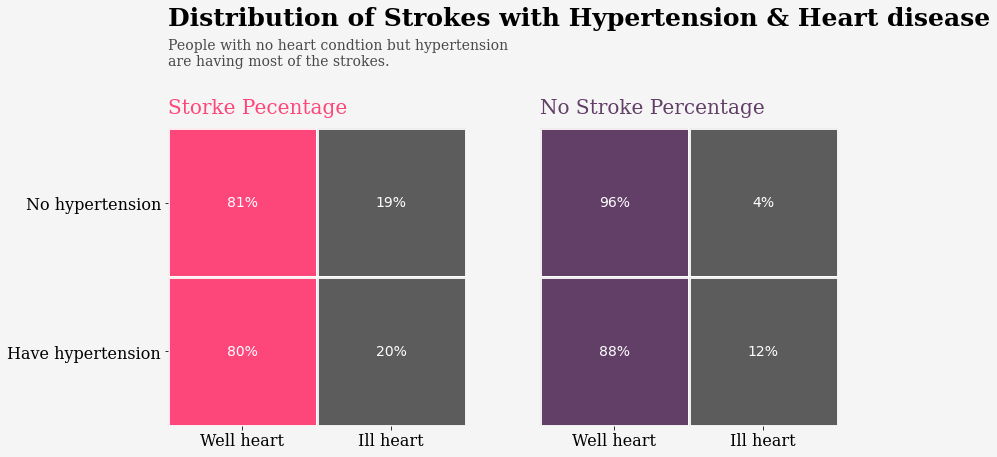 Distribution of Strokes with Hypertension & Heart disease
People with no heart condtion but hypertension
are having most of the strokes.
Storke Pecentage
No Stroke Percentage
No hypertension
81%
19%
96%
4%
Have hypertension
80%
20%
88%
12%
Well heart
Ill heart
Well heart
Ill heart